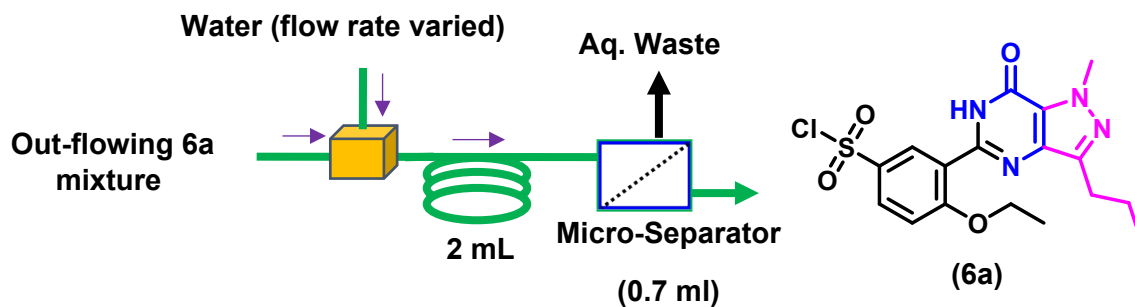 Water (flow rate varied)
Aq. Waste
Out-flowing 6a
mixture
2 mL
Micro-Separator
(0.7 ml)
O
HN
N
N
N
Cl
O
S
O
O
(6a)